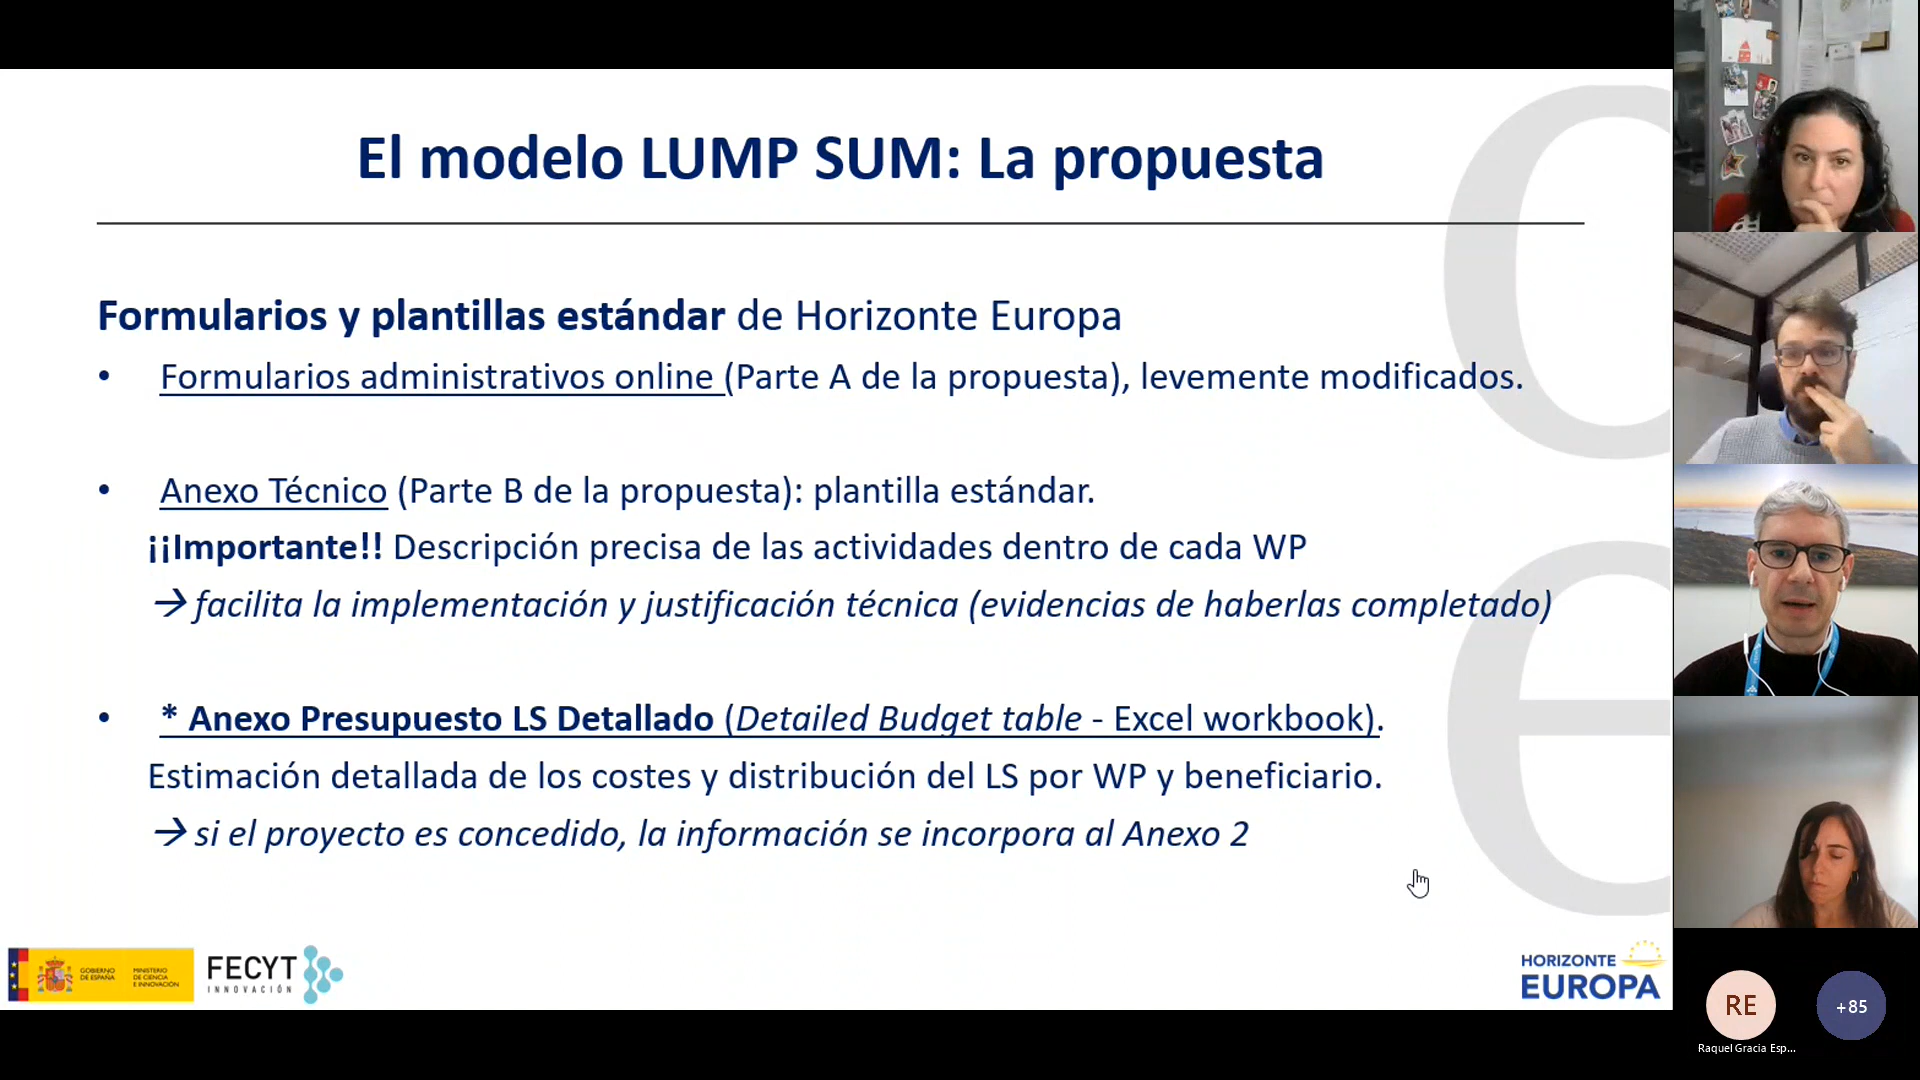 El modelo LUMP SUM: La propuesta
Formularios y plantillas estándar de Horizonte Europa
• Formularios administrativos online (Parte A de la propuesta), levemente modificados.
• Anexo Técnico (Parte B de la propuesta): plantilla estándar.
¡¡Importante!! Descripción precisa de las actividades dentro de cada WP
→ facilita la implementación y justificación técnica (evidencias de haberlas completado)
• * Anexo Presupuesto LS Detallado (Detailed Budget table - Excel workbook).
Estimación detallada de los costes y distribución del LS por WP y beneficiario.
→ si el proyecto es concedido, la información se incorpora al Anexo 2
GOBIERNO
DE ESPAÑA
MINISTERIO
DE CIENCIA
E INNOVACIÓN
FECYT
INNOVACIÓN
HORIZONTE
EUROPA
RE
+85
Raquel Gracia Esp...